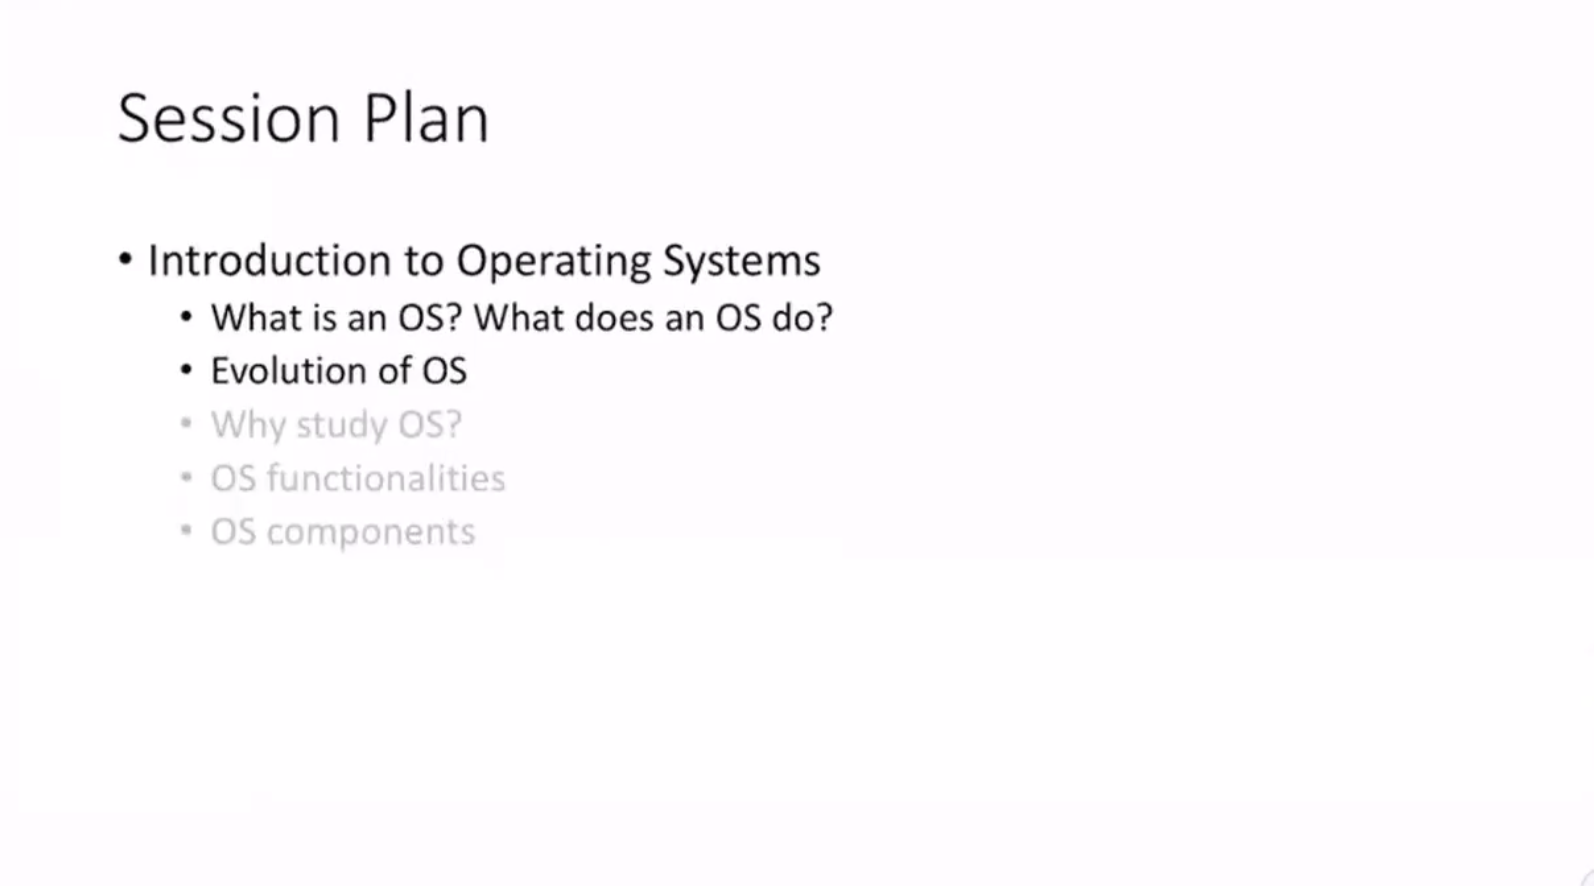 Session Plan
• Introduction to Operating Systems
• What is an OS? What does an OS do?
• Evolution of OS
• Why study OS?
• OS functionalities
• OS components